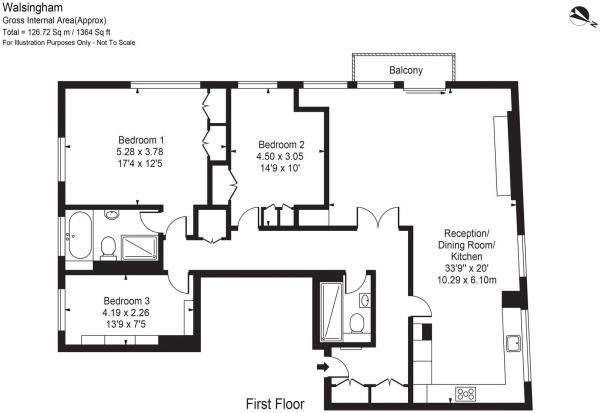 Walsingham
Gross Internal Area(Approx)
Total = 126.72 Sq m / 1364 Sq ft
For Illustration Purposes Only - Not To Scale
N
Balcony
Bedroom 1
5.28 x 3.78
17'4 x 12'5
Bedroom 2
4.50 x 3.05
14'9 x 10'
Reception/
Dining Room/
Kitchen
33'9" x 20'
10.29 x 6.10m
Bedroom 3
4.19 x 2.26
13'9 x 7'5
First Floor